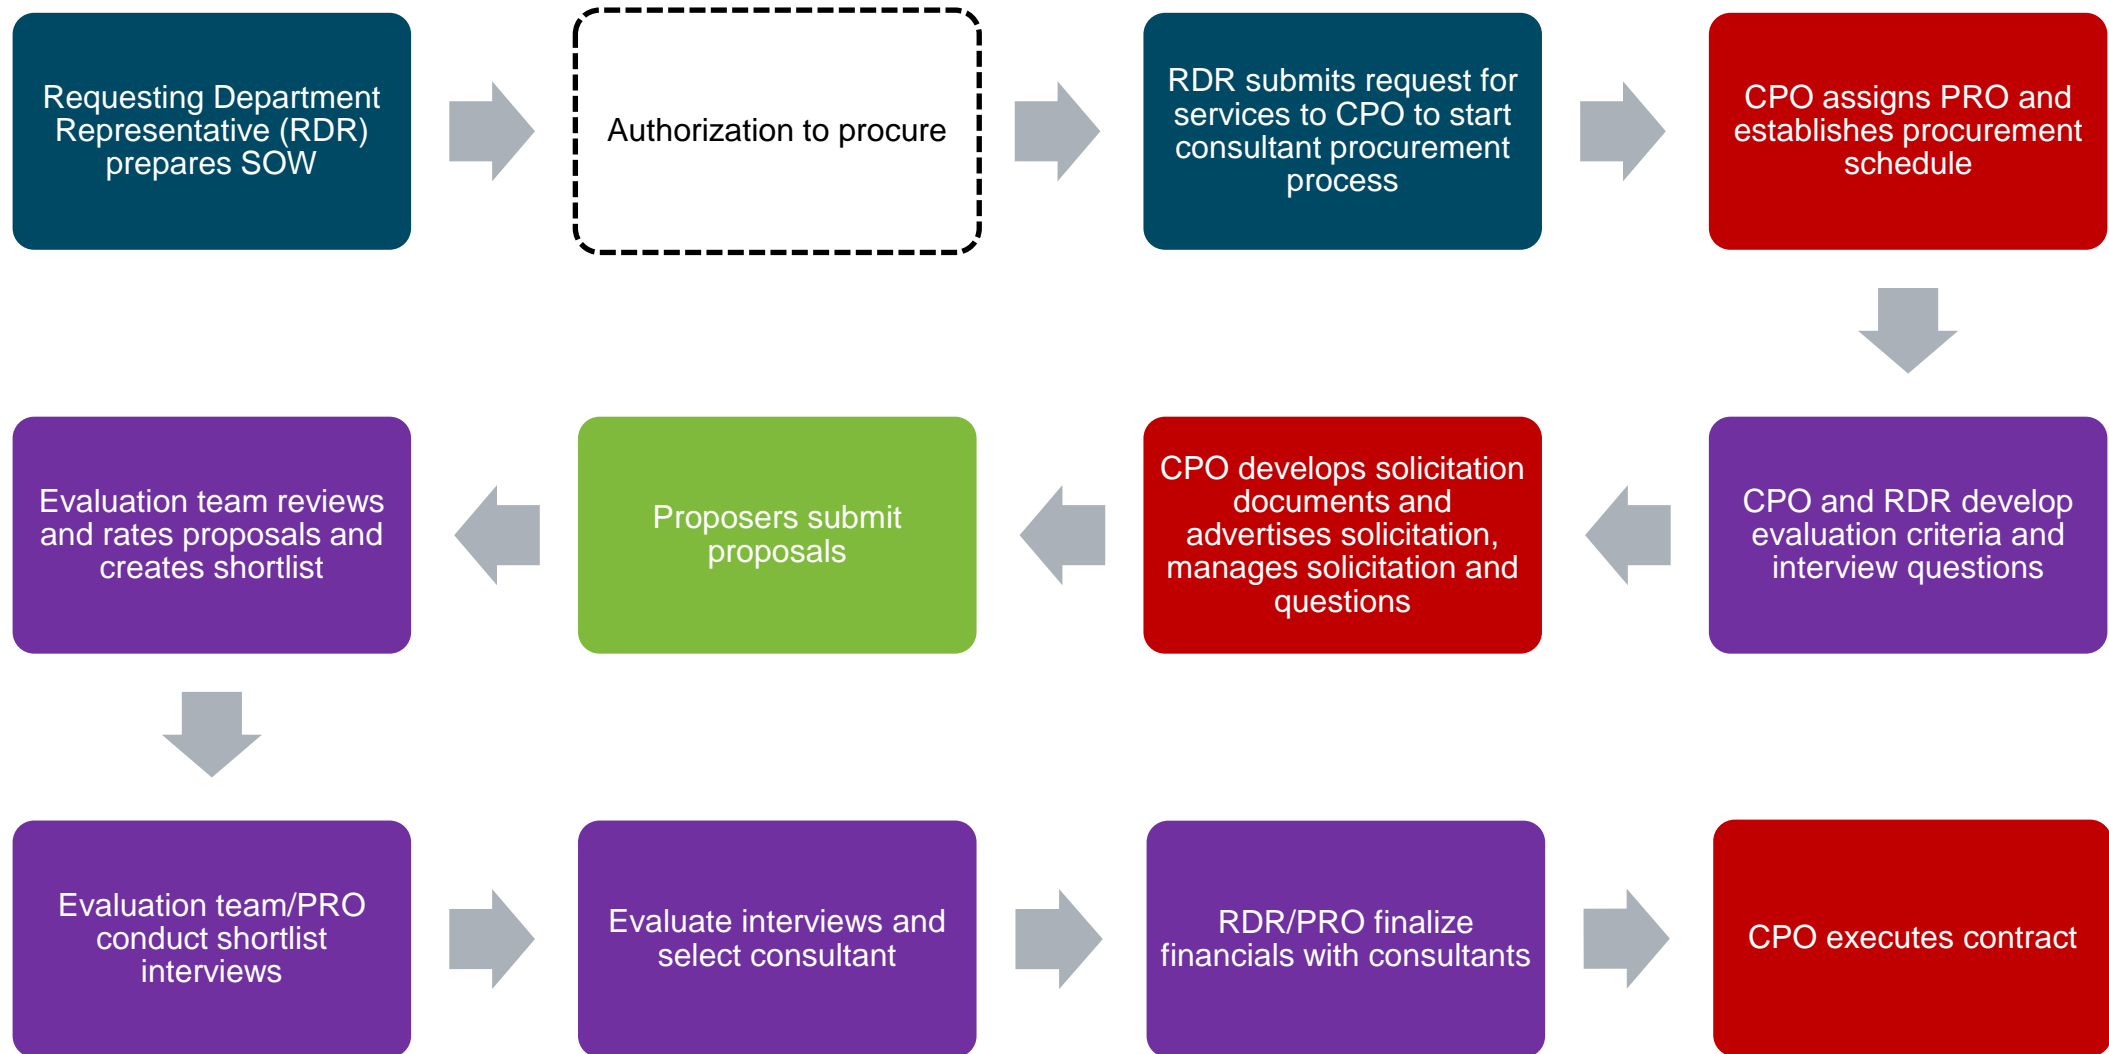 Requesting Department
Representative (RDR)
prepares SOW
Authorization to procure
RDR submits request for
services to CPO to start
consultant procurement
process
CPO assigns PRO and
establishes procurement
schedule
CPO and RDR develop
evaluation criteria and
interview questions
CPO develops solicitation
documents and
advertises solicitation,
manages solicitation and
questions
Proposers submit
proposals
Evaluation team reviews
and rates proposals and
creates shortlist
Evaluation team/PRO
conduct shortlist
interviews
Evaluate interviews and
select consultant
RDR/PRO finalize
financials with consultants
CPO executes contract